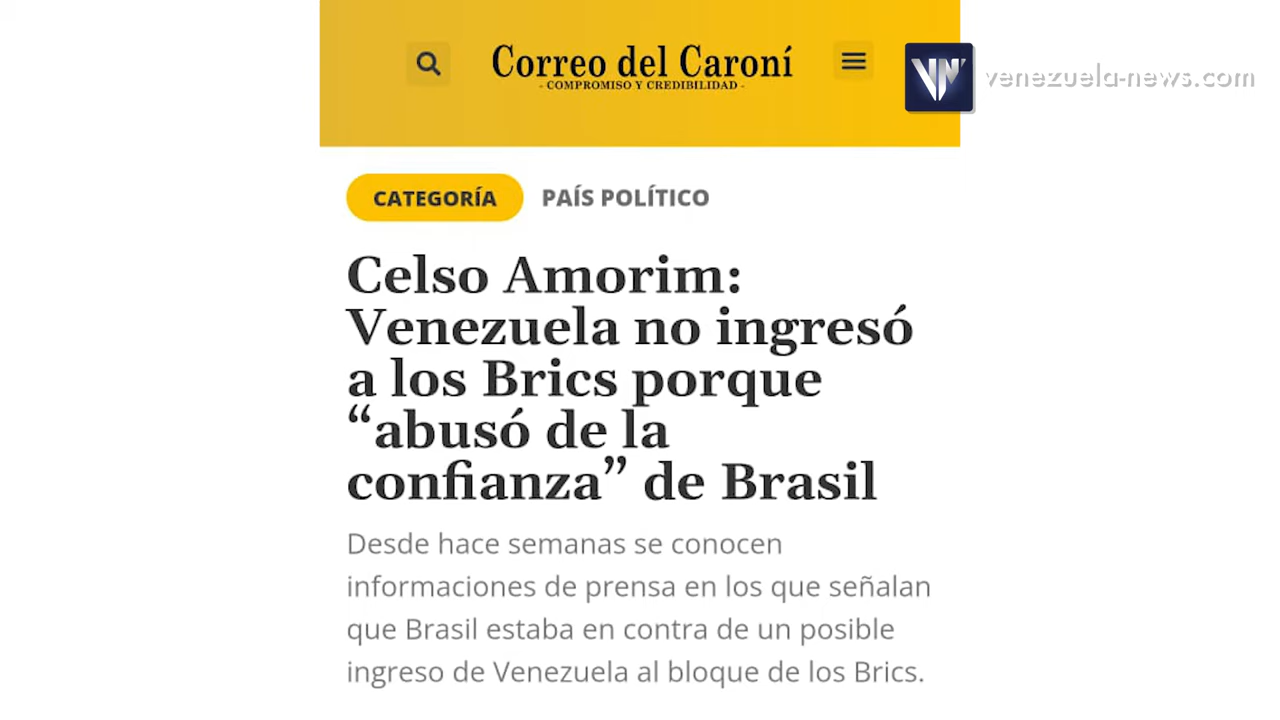 Correo del Caroní
- COMPROMISO Y CREDIBILIDAD -
VN
venezuela-news.com
CATEGORÍA PAÍS POLÍTICO
Celso Amorim:
Venezuela no ingresó
a los Brics porque
“abusó de la
confianza” de Brasil
Desde hace semanas se conocen
informaciones de prensa en los que señalan
que Brasil estaba en contra de un posible
ingreso de Venezuela al bloque de los Brics.